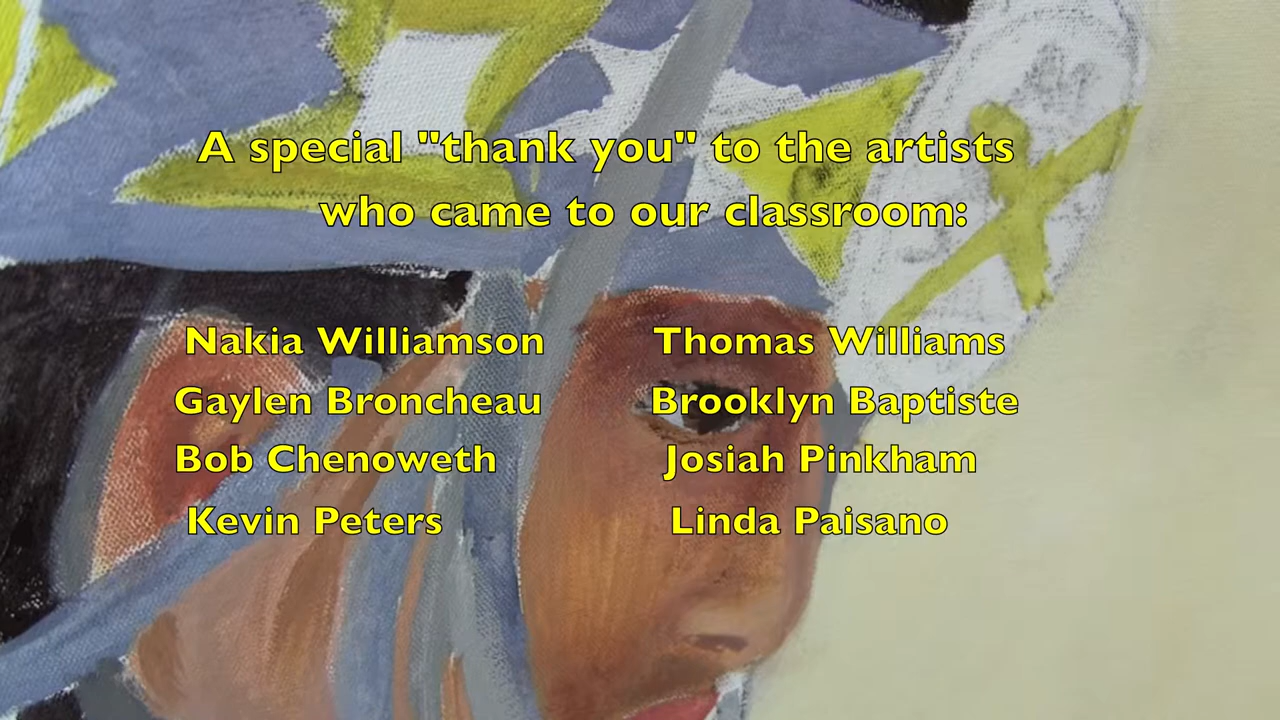 A special "thank you" to the artists
who came to our classroom:
Nakia Williamson
Thomas Williams
Gaylen Broncheau
Brooklyn Baptiste
Bob Chenoweth
Josiah Pinkham
Kevin Peters
Linda Paisano